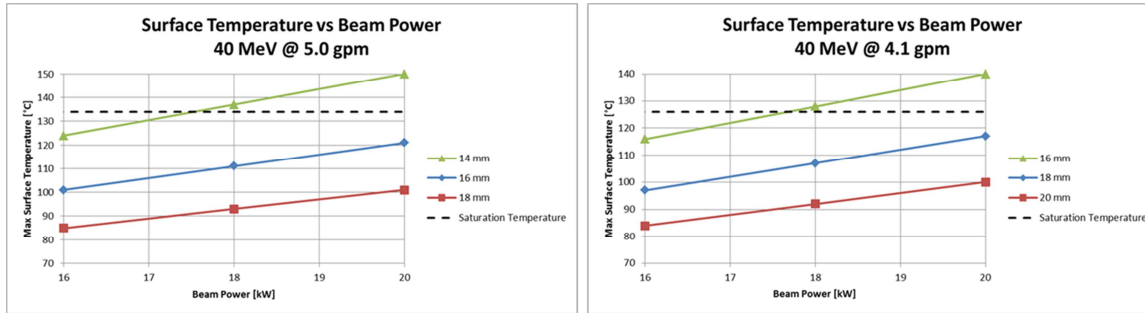 Surface Temperature vs Beam Power
40 MeV @ 5.0 gpm
Max Surface Temperature [°C]
150
140
130
120
110
100
90
80
70
16
17
18
19
20
Beam Power [kW]
14 mm
16 mm
18 mm
Saturation Temperature
Surface Temperature vs Beam Power
40 MeV @ 4.1 gpm
Max Surface Temperature [°C]
140
130
120
110
100
90
80
70
16
17
18
19
20
Beam Power [kW]
16 mm
18 mm
20 mm
Saturation Temperature